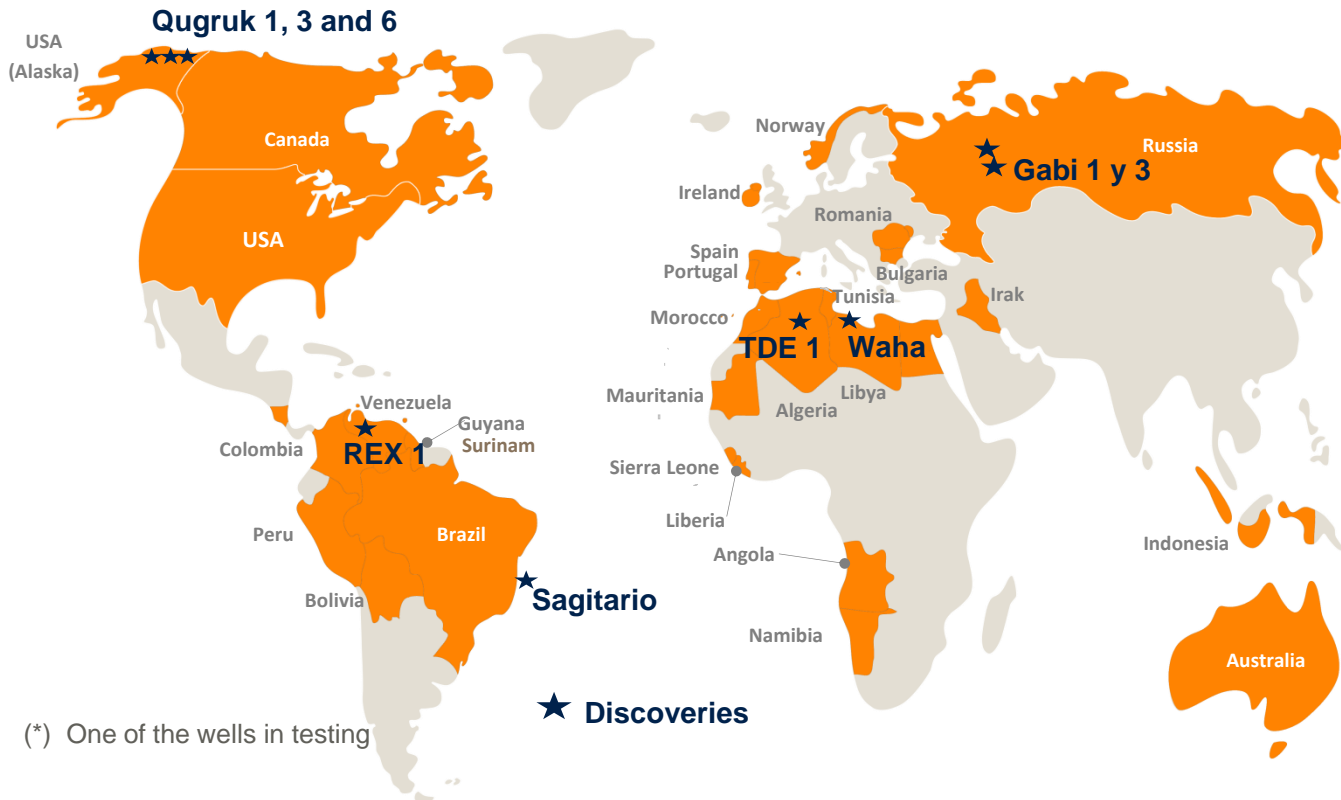 Qugruk 1, 3 and 6
USA
(Alaska)
Canada
USA
Norway
Russia
Gabi 1 y 3
Ireland
Romania
Spain
Portugal
Bulgaria
Tunisia
Irak
Morocco
TDE 1
Waha
Mauritania
Algeria
Libya
Venezuela
Guyana
Surinam
Colombia
REX 1
Sierra Leone
Liberia
Peru
Brazil
Angola
Indonesia
Bolivia
Sagitario
Namibia
Australia
Discoveries
(*) One of the wells in testing